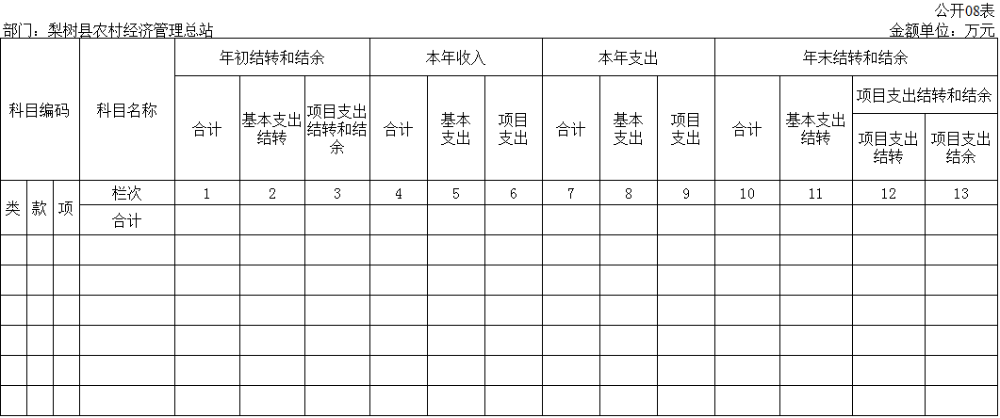 公开08表
部门：梨树县农村经济管理总站 金额单位：万元
科目编码 科目名称 年初结转和结余 本年收入 本年支出 年末结转和结余
合计 基本支出结转 项目支出结转和结余 合计 基本支出 项目支出 合计 基本支出 项目支出 合计 基本支出结转 项目支出结转和结余
项目支出结转 项目支出结余
类 款 项 栏次 1 2 3 4 5 6 7 8 9 10 11 12 13
合计